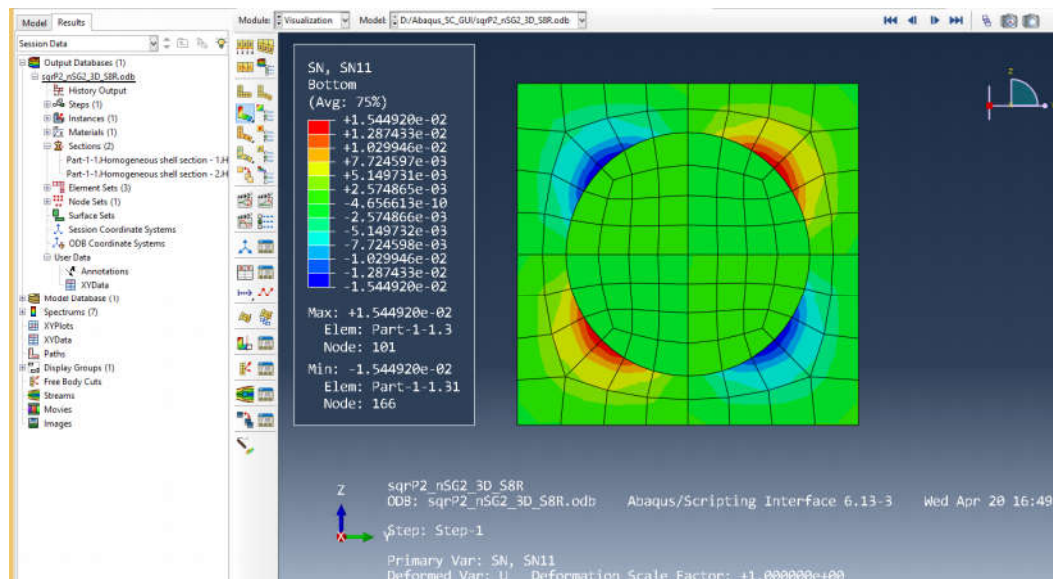 Module: Visualization Model: D:/Abaqus_SC_GUI/sqrP2_nSG2_3D_S8R.odb
Model Results
Session Data
Output Databases (1)
sqrP2_nSG2_3D_S8R.odb
History Output
Steps (1)
Instances (1)
Materials (1)
Sections (2)
Part-1-1.Homogeneous shell section - 1.H
Part-1-1.Homogeneous shell section - 2.H
Element Sets (3)
Node Sets (1)
Surface Sets
Session Coordinate Systems
ODB Coordinate Systems
User Data
Annotations
XYData
Model Database (1)
Spectrums (7)
XYPlots
XYData
Paths
Display Groups (1)
Free Body Cuts
Streams
Movies
Images
SN, SN11
Bottom
(Avg: 75%)
+1.544920e-02
+1.287433e-02
+1.029946e-02
+7.724597e-03
+5.149731e-03
+2.574865e-03
-4.656613e-10
-2.574866e-03
-5.149732e-03
-7.724598e-03
-1.029946e-02
-1.287433e-02
-1.544920e-02
Max: +1.544920e-02
Elem: Part-1-1.3
Node: 101
Min: -1.544920e-02
Elem: Part-1-1.31
Node: 166
Z
Z
Y
X
sqrP2_nSG2_3D_S8R
ODB: sqrP2_nSG2_3D_S8R.odb Abaqus/Scripting Interface 6.13-3 Wed Apr 20 16:49
Step: Step-1
Primary Var: SN, SN11
Deformed Var: U Deformation Scale Factor: +1.000000e+00